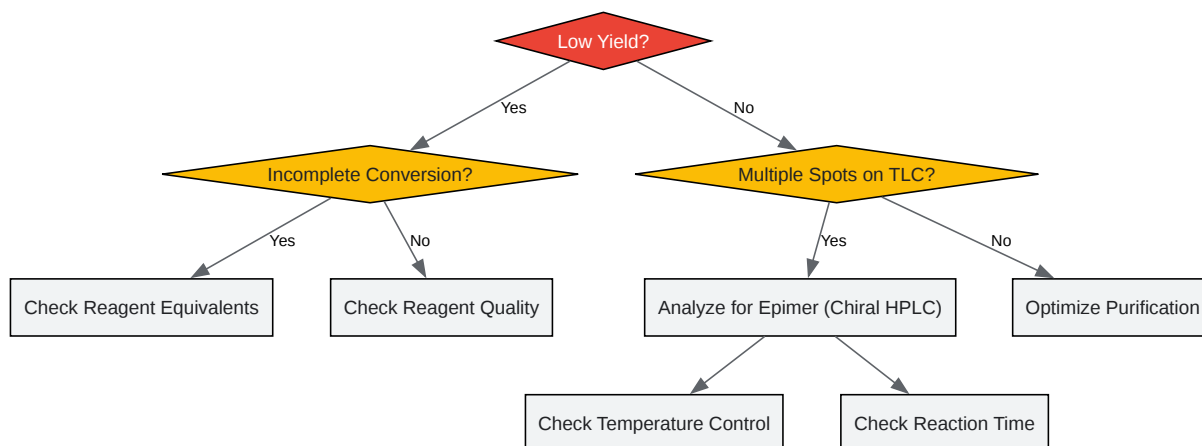 Low Yield?
Yes
No
Incomplete Conversion?
Multiple Spots on TLC?
Yes
No
Yes
No
Check Reagent Equivalents
Check Reagent Quality
Analyze for Epimer (Chiral HPLC)
Optimize Purification
Check Temperature Control
Check Reaction Time